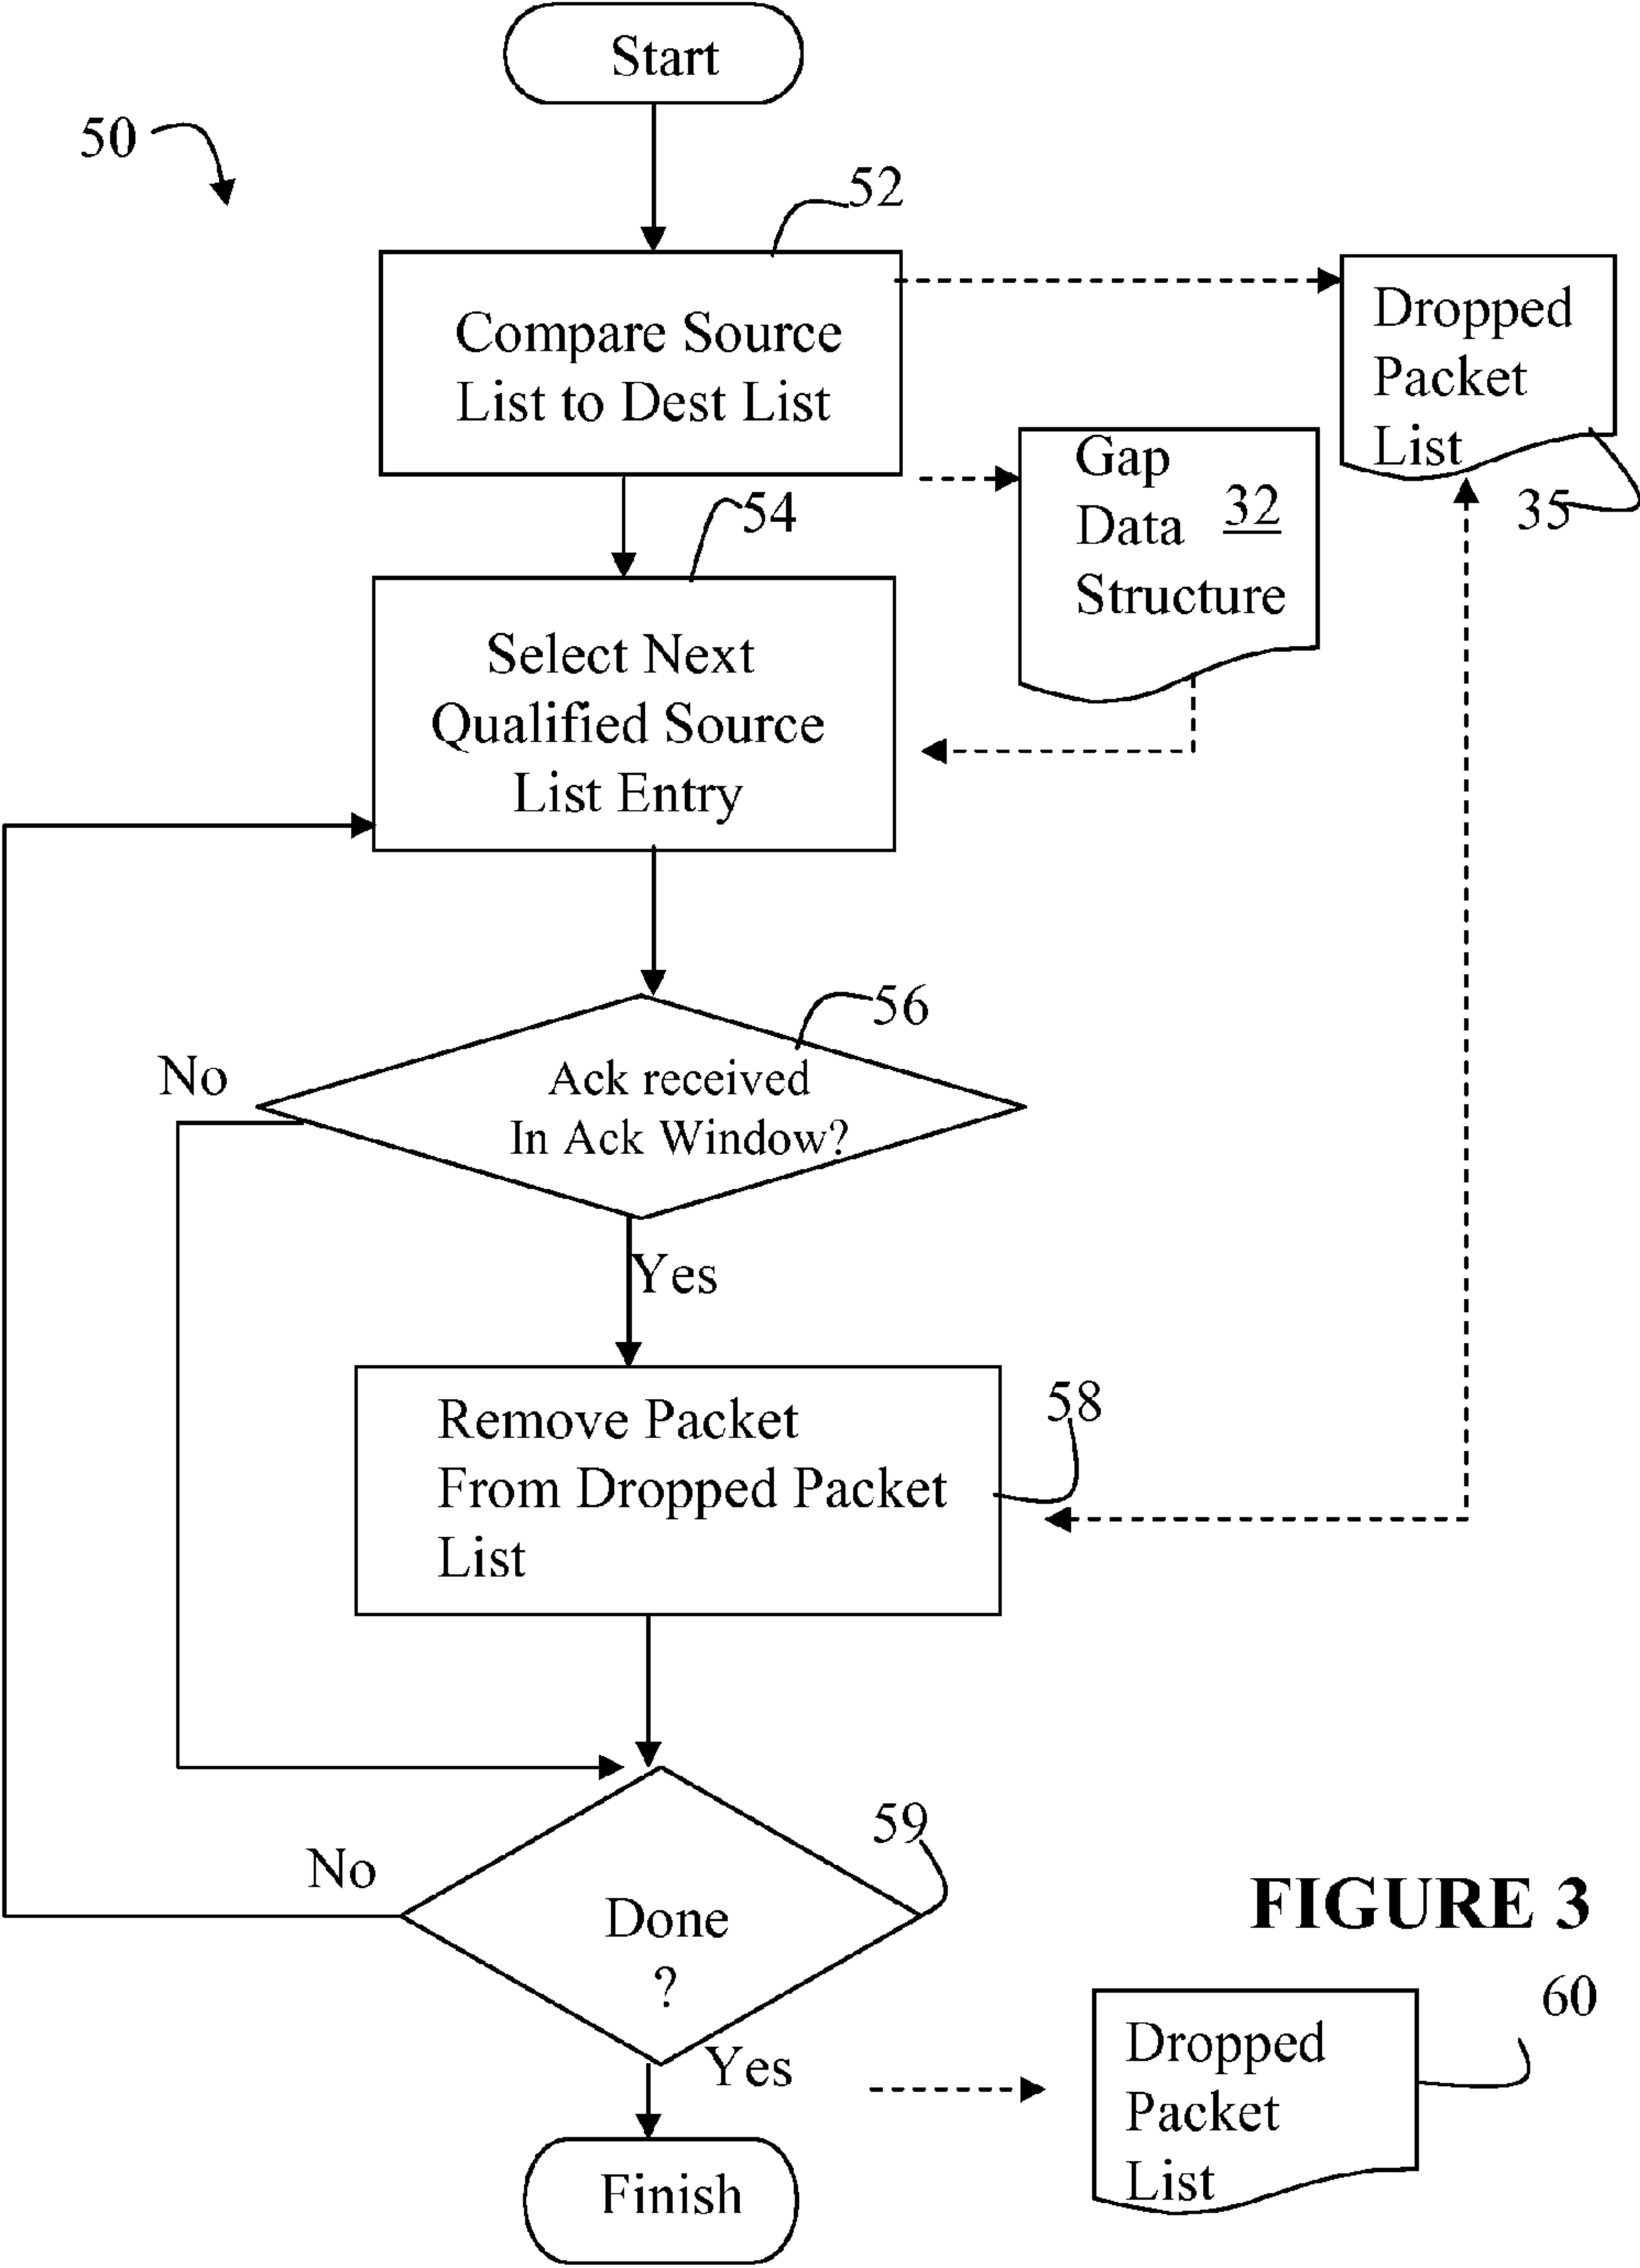 Start
50
52
Compare Source
List to Dest List
Dropped
Packet
List
35
Gap
Data
Structure
32
54
Select Next
Qualified Source
List Entry
56
No
Ack received
In Ack Window?
Yes
58
Remove Packet
From Dropped Packet
List
59
No
Done
?
Yes
FIGURE 3
60
Dropped
Packet
List
Finish